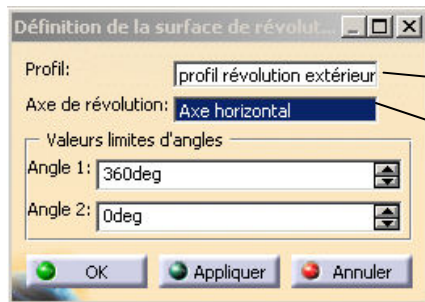 Définition de la surface de révolut...
Profil: profil révolution extérieur
Axe de révolution: Axe horizontal
Valeurs limites d'angles
Angle 1: 360deg
Angle 2: 0deg
OK Appliquer Annuler